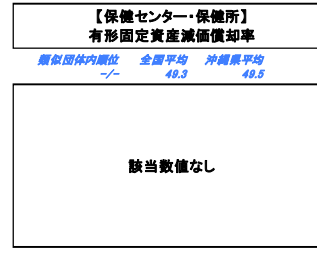 【保健センター・保健所】
有形固定資産減価償却率
類似団体内順位 全国平均 沖縄県平均
-/- 49.3 49.5
該当数値なし